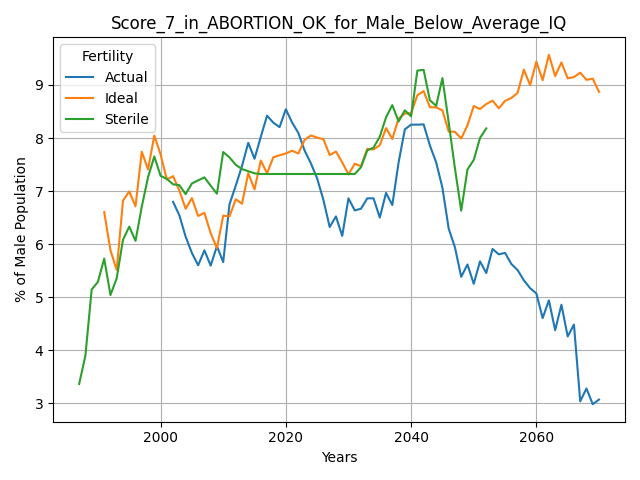 Score_7_in_ABORTION_OK_for_Male_Below_Average_IQ
Fertility
Actual
Ideal
Sterile
% of Male Population
9
8
7
6
5
4
3
2000
2020
2040
2060
Years